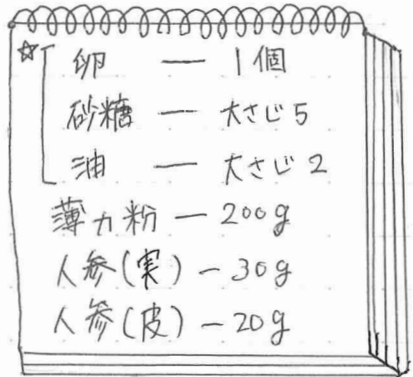 ☆ 卵 ― 1個
砂糖 ― 大さじ5
油 ― 大さじ2
薄力粉 ― 200g
人参(実) ― 30g
人参(皮) ― 20g